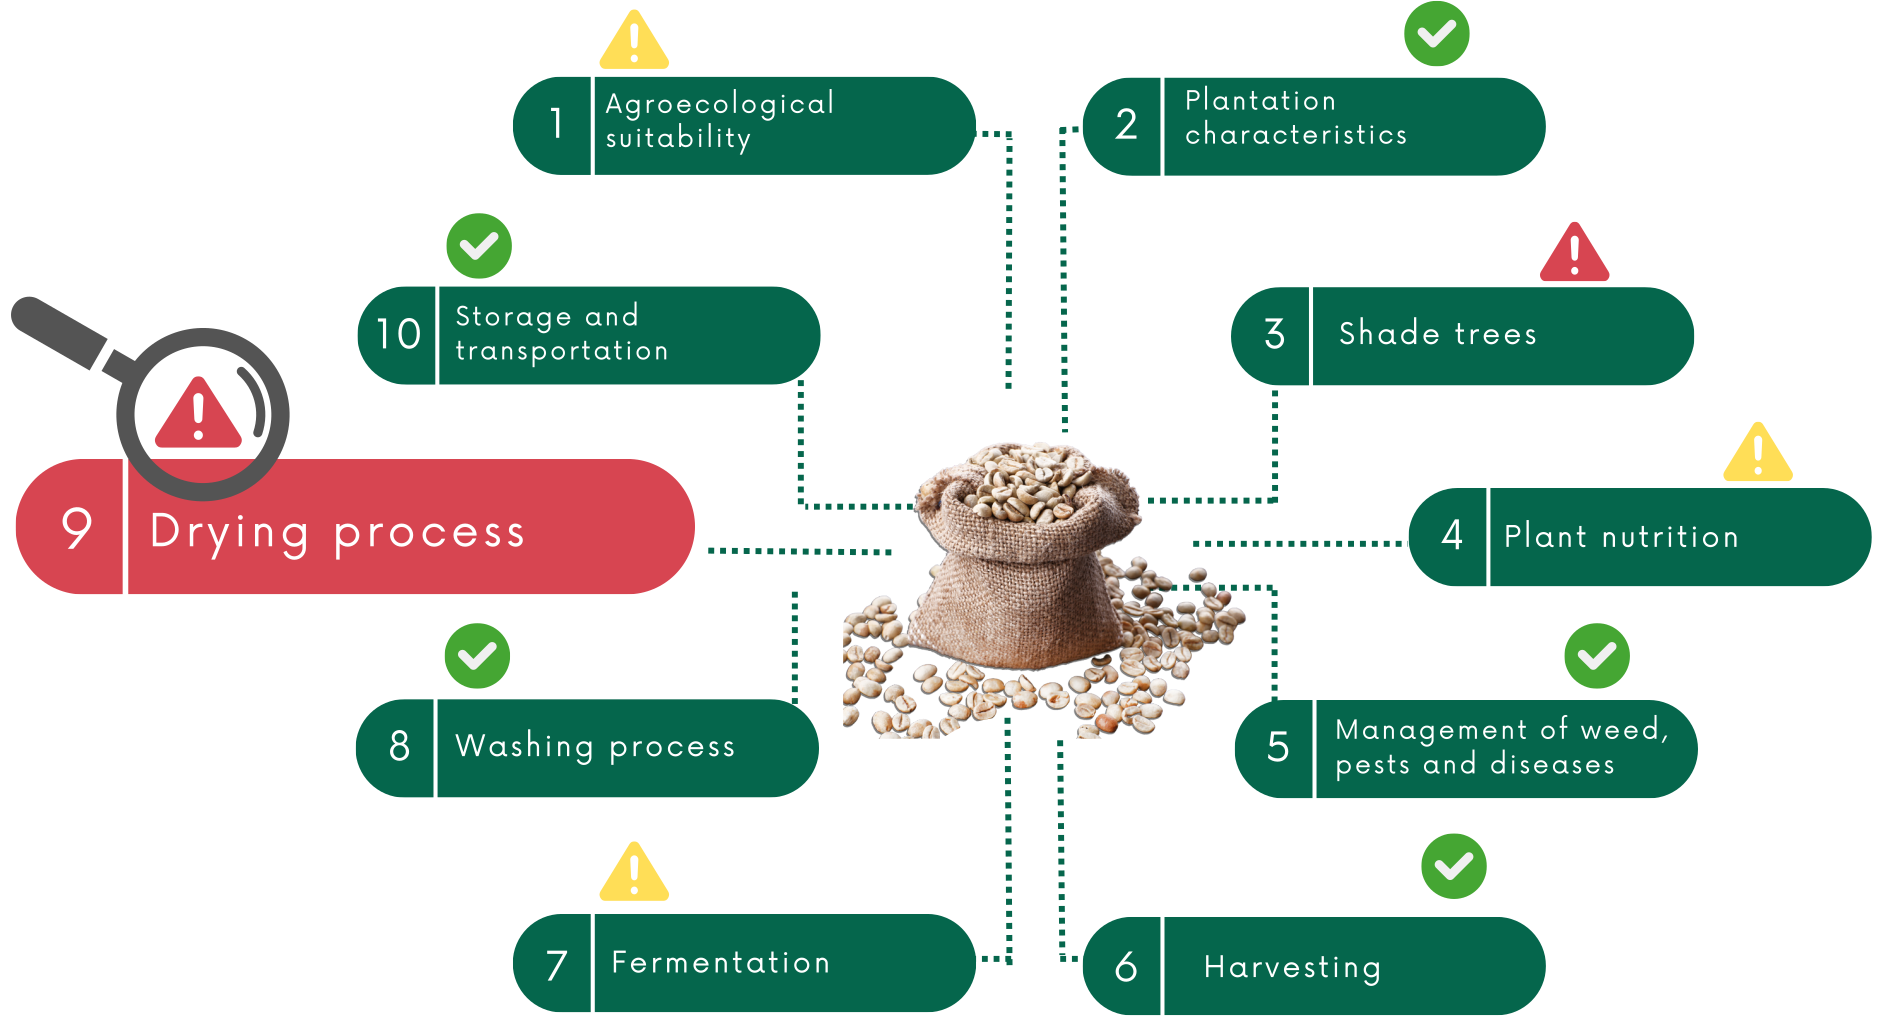 1
Agroecological
suitability
2
Plantation
characteristics
3
Shade trees
4
Plant nutrition
5
Management of weed,
pests and diseases
6
Harvesting
7
Fermentation
8
Washing process
9
Drying process
10
Storage and
transportation